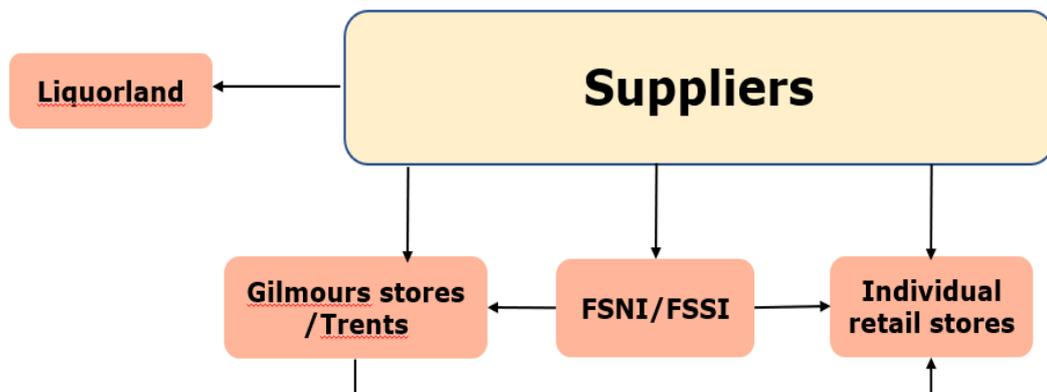 Suppliers
Liquorland
Gilmours stores
/Trents
FSNI/FSSI
Individual
retail stores